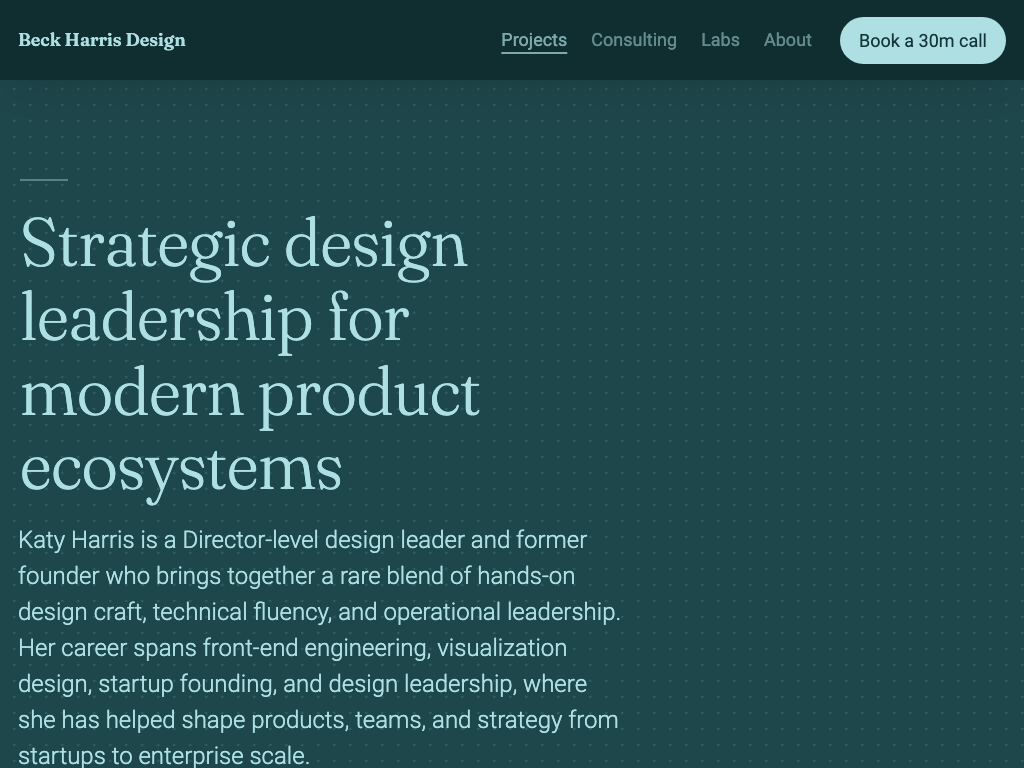 Beck Harris Design
Projects Consulting Labs About Book a 30m call
Strategic design
leadership for
modern product
ecosystems
Katy Harris is a Director-level design leader and former
founder who brings together a rare blend of hands-on
design craft, technical fluency, and operational leadership.
Her career spans front-end engineering, visualization
design, startup founding, and design leadership, where
she has helped shape products, teams, and strategy from
startups to enterprise scale.